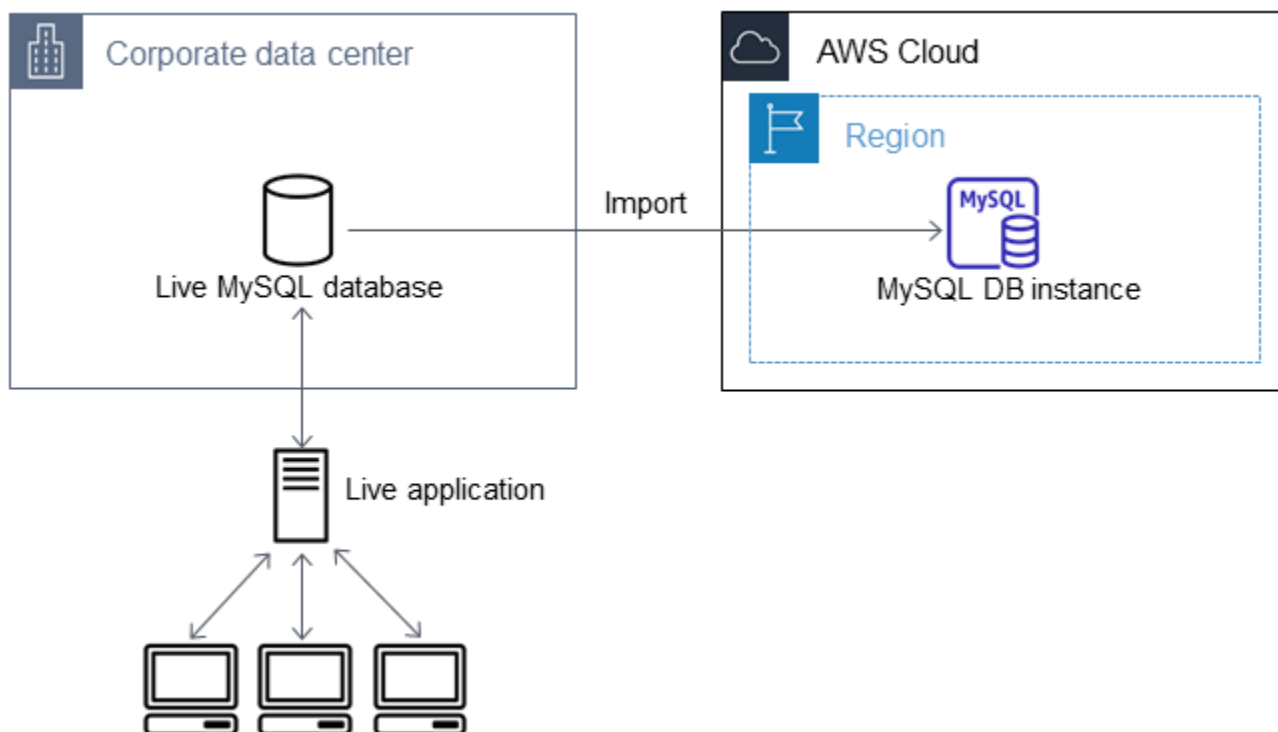 Corporate data center
AWS Cloud
Region
Import
MySQL
Live MySQL database
MySQL DB instance
Live application